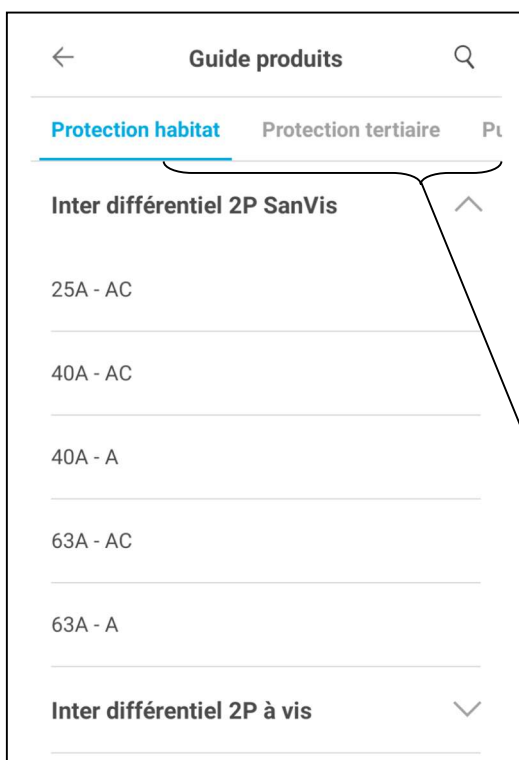 Guide produits
Protection habitat Protection tertiaire
Inter différentiel 2P SanVis
25A - AC
40A - AC
40A - A
63A - AC
63A - A
Inter différentiel 2P à vis